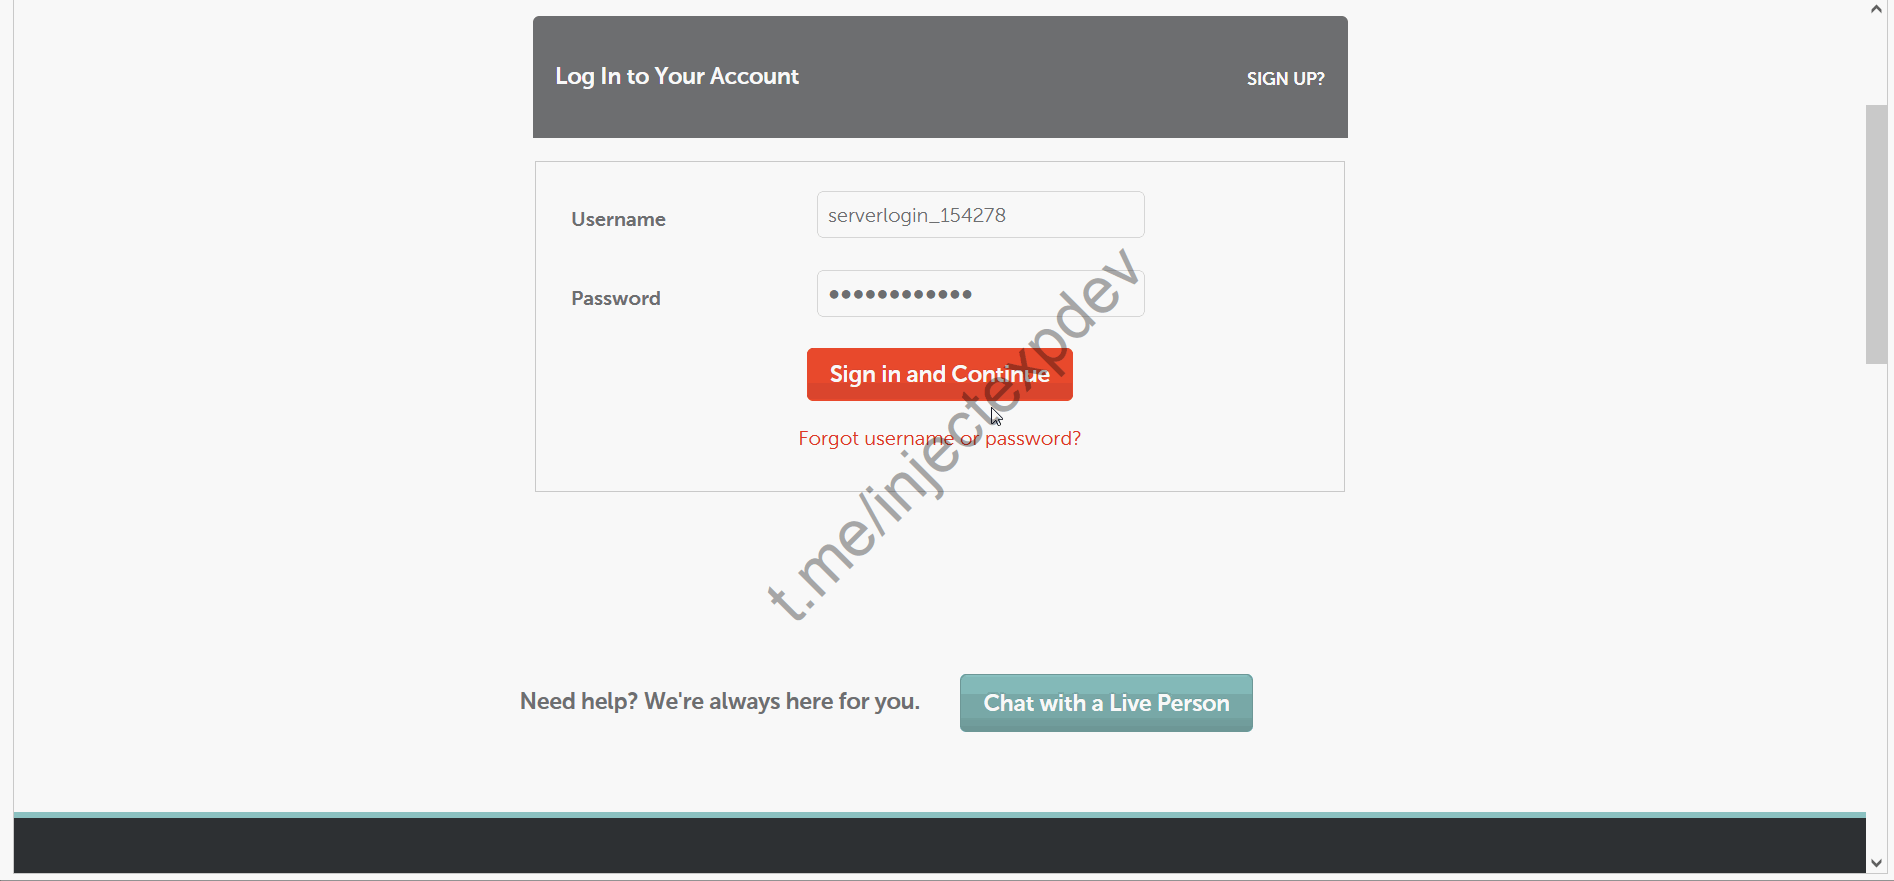 Log In to Your Account
SIGN UP?
Username
serverlogin_154278
Password
••••••••••••
Sign in and Continue
Forgot username or password?
t.me/injectexpdev
Need help? We're always here for you.
Chat with a Live Person